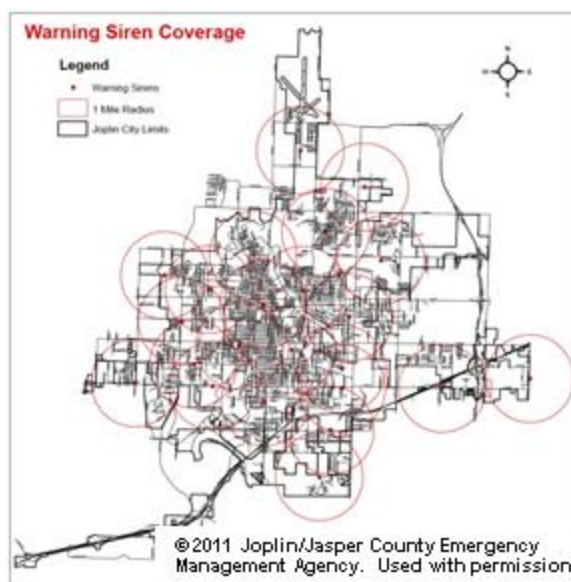 Warning Siren Coverage
Legend
Warning Sirens
1 Mile Radius
Joplin City Limits
N
W E
S
©2011 Joplin/Jasper County Emergency
Management Agency. Used with permission